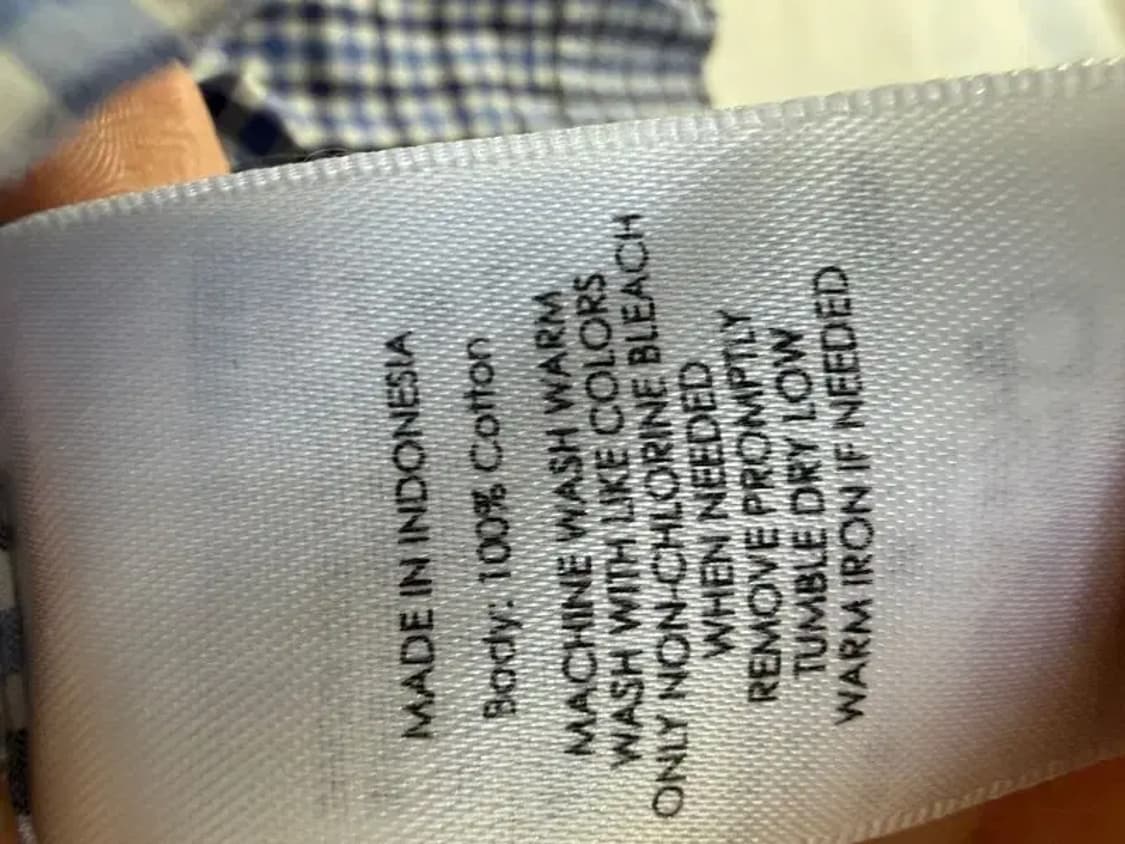 MADE IN INDONESIA
Body: 100% Cotton
MACHINE WASH WARM
WASH WITH LIKE COLORS
ONLY NON-CHLORINE BLEACH
WHEN NEEDED
REMOVE PROMPTLY
TUMBLE DRY LOW
WARM IRON IF NEEDED